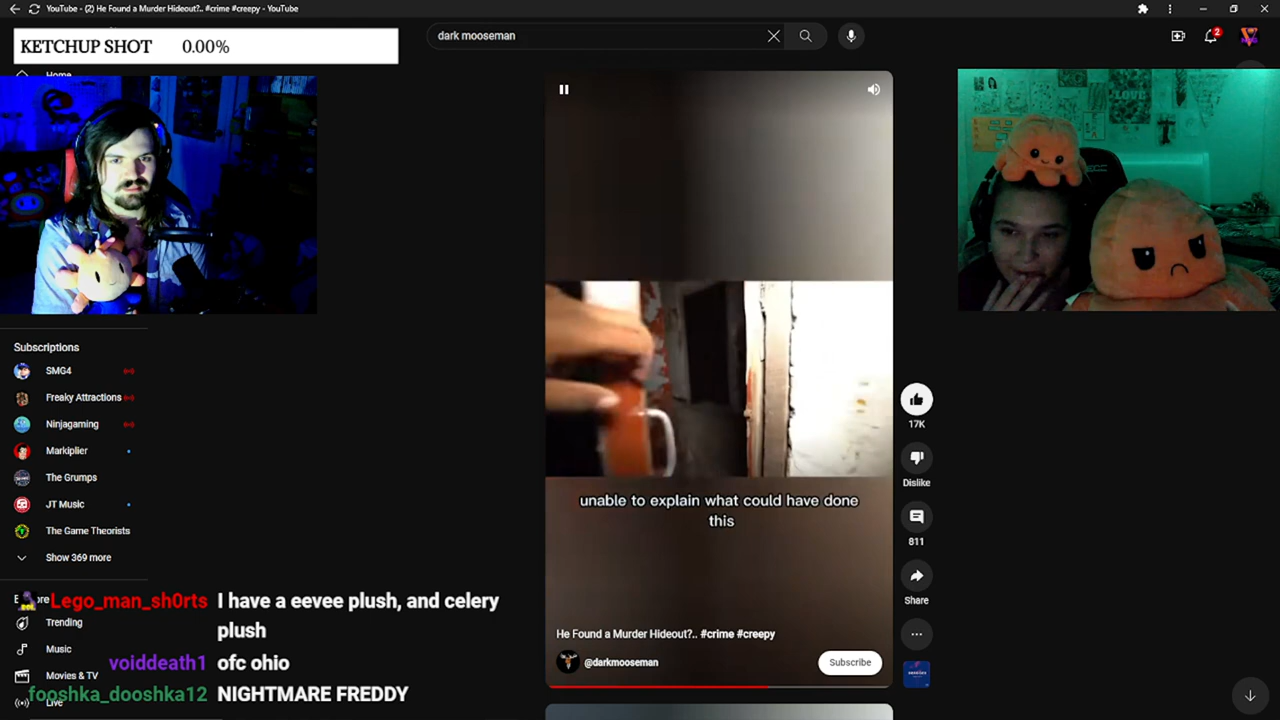 YouTube - (2) He Found a Murder Hideout?.. #crime #creepy - YouTube
KETCHUP SHOT 0.00%
dark mooseman
2
Home
LOVE
Subscriptions
SMG4
Freaky Attractions
Ninjagaming
Markiplier
The Grumps
JT Music
The Game Theorists
Show 369 more
Trending
Music
Movies & TV
Live
Lego_man_sh0rts I have a eevee plush, and celery
plush
voiddeath1 ofc ohio
fooshka_dooshka12 NIGHTMARE FREDDY
unable to explain what could have done
this
He Found a Murder Hideout?.. #crime #creepy
@darkmooseman
Subscribe
17K
Dislike
811
Share